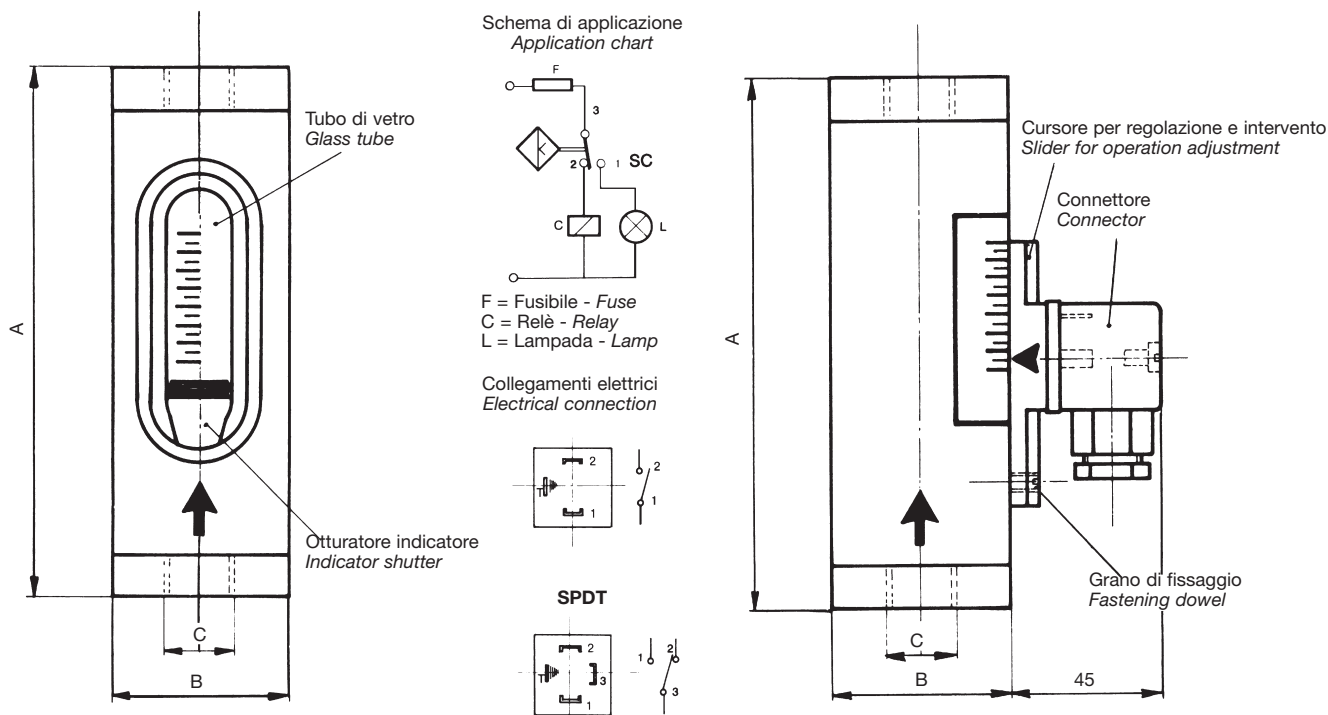 Schema di applicazione
Application chart
F
3
2
1
SC
C
L
F = Fusibile - Fuse
C = Relè - Relay
L = Lampada - Lamp
Collegamenti elettrici
Electrical connection
2
T
1
2
1
SPDT
2
T
3
1
1
2
3
Tubo di vetro
Glass tube
Otturatore indicatore
Indicator shutter
A
C
B
Cursore per regolazione e intervento
Slider for operation adjustment
Connettore
Connector
Grano di fissaggio
Fastening dowel
A
C
B
45